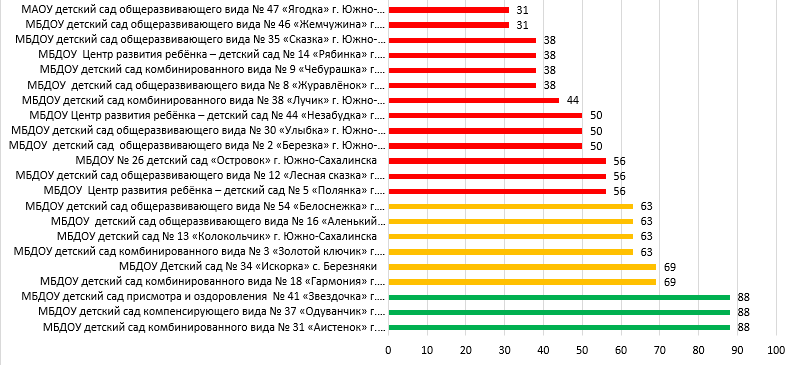 МАОУ детский сад общеразвивающего вида № 47 «Ягодка» г. Южно-... 31
МБДОУ детский сад общеразвивающего вида № 46 «Жемчужина» г.... 31
МБДОУ детский сад общеразвивающего вида № 35 «Сказка» г. Южно-... 38
МБДОУ Центр развития ребёнка – детский сад № 14 «Рябинка» г.... 38
МБДОУ детский сад комбинированного вида № 9 «Чебурашка» г.... 38
МБДОУ детский сад общеразвивающего вида № 8 «Журавлёнок» г.... 38
МБДОУ детский сад комбинированного вида № 38 «Лучик» г. Южно-... 44
МБДОУ Центр развития ребёнка – детский сад № 44 «Незабудка» г.... 50
МБДОУ детский сад общеразвивающего вида № 30 «Улыбка» г. Южно-... 50
МБДОУ детский сад общеразвивающего вида № 2 «Березка» г. Южно-... 50
МБДОУ № 26 детский сад «Островок» г. Южно-Сахалинска 56
МБДОУ детский сад общеразвивающего вида № 12 «Лесная сказка» г.... 56
МБДОУ Центр развития ребёнка – детский сад № 5 «Полянка» г.... 56
МБДОУ детский сад общеразвивающего вида № 54 «Белоснежка» г.... 63
МБДОУ детский сад общеразвивающего вида № 16 «Аленький... 63
МБДОУ детский сад № 13 «Колокольчик» г. Южно-Сахалинска 63
МБДОУ детский сад комбинированного вида № 3 «Золотой ключик» г.... 63
МБДОУ Детский сад № 34 «Искорка» с. Березняки 69
МБДОУ детский сад комбинированного вида № 18 «Гармония» г.... 69
МБДОУ детский сад присмотра и оздоровления № 41 «Звездочка» г.... 88
МБДОУ детский сад компенсирующего вида № 37 «Одуванчик» г.... 88
МБДОУ детский сад комбинированного вида № 31 «Аистенок» г.... 88
0 10 20 30 40 50 60 70 80 90 100